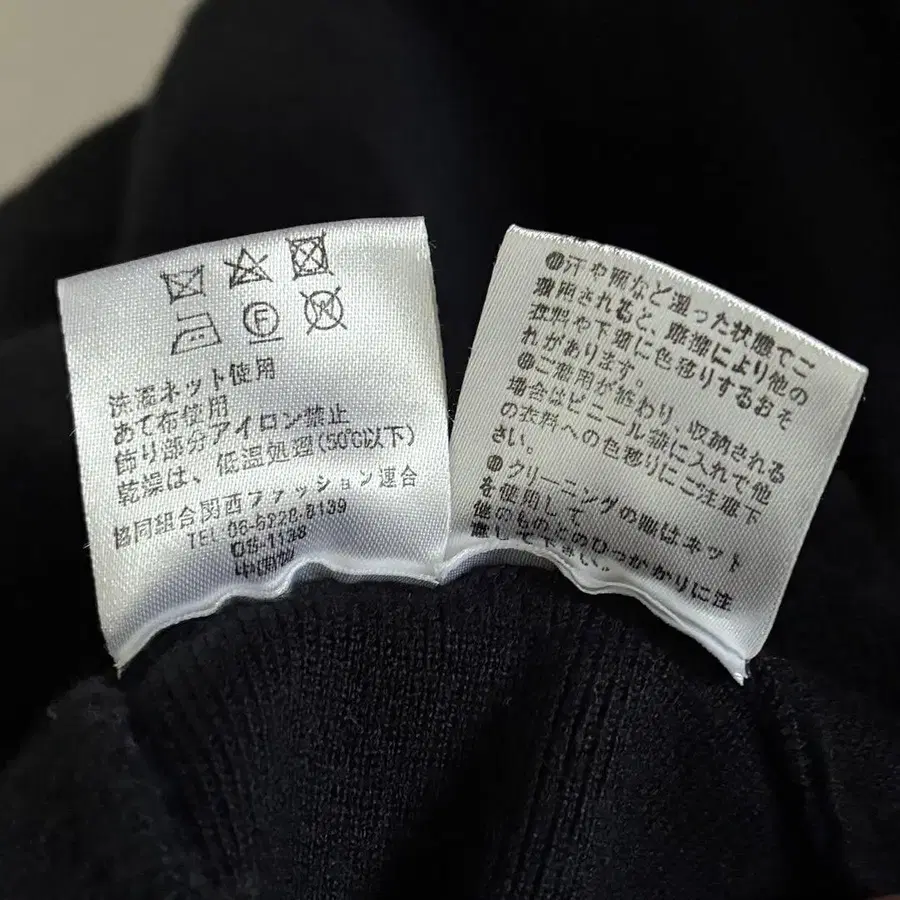 F
W
洗濯ネット使用
あて布使用
飾り部分アイロン禁止
乾燥は、低温処理(50℃以下)
協同組合関西ファッション連合
TEL 06-6228-
中国製
汗や雨など湿った状態でご
着用されると、摩擦により他の
衣料や下着に色移りするおそ
れがあります。
ご着用が終わり、収納される
場合はビニール袋に入れて他
の衣料への色移りにご注意下
さい。
クリーニングの際はネット
を使用して
他のものとのひっかかりに注
意して下さい。